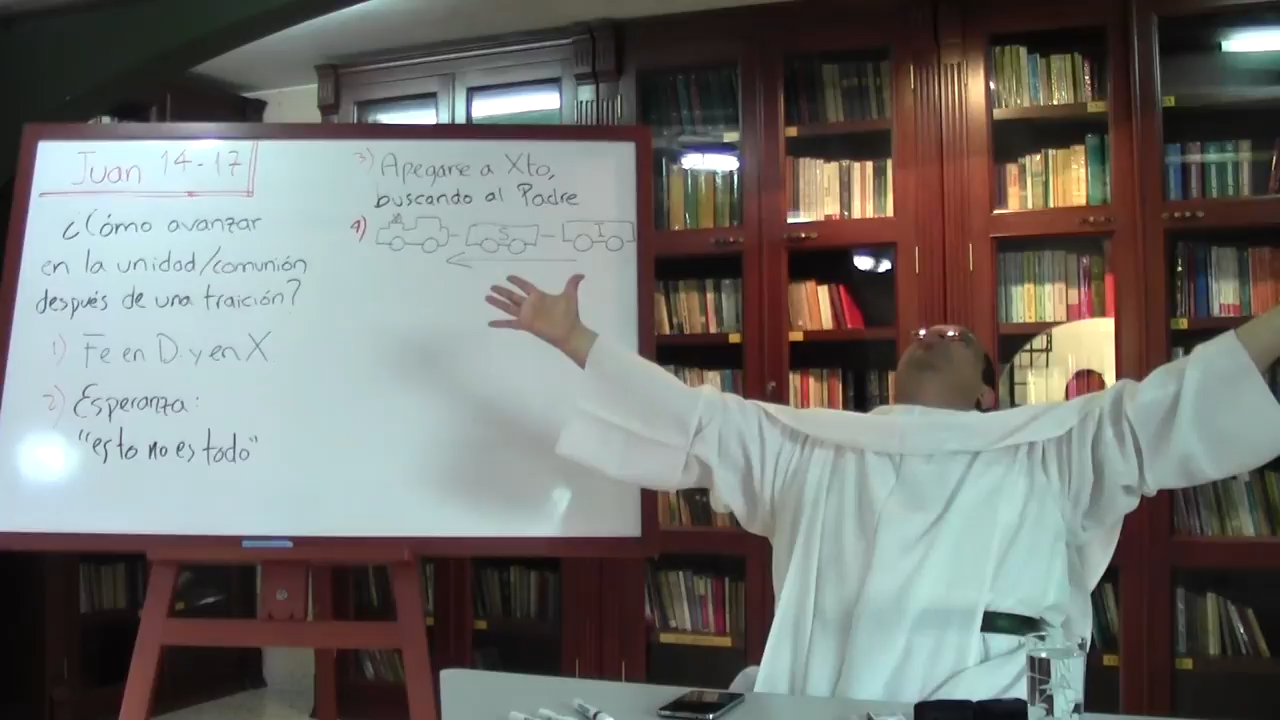 Juan 14-17
¿Cómo avanzar
en la unidad/comunión
después de una traición?
1) Fe en D. y en X
2) Esperanza:
"esto no es todo"
3) Apegarse a Xto,
buscando al Padre
4)
S
I